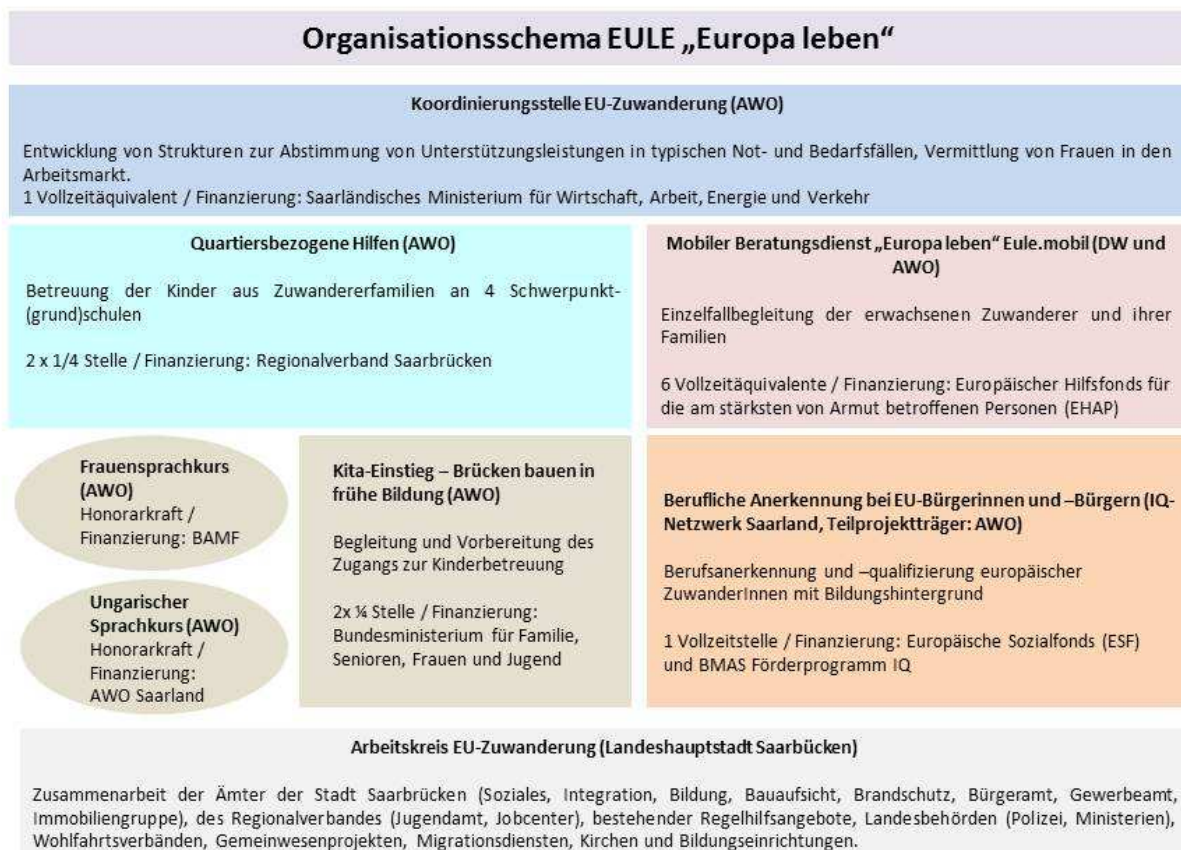 Organisationsschema EULE „Europa leben“
Koordinierungsstelle EU-Zuwanderung (AWO)
Entwicklung von Strukturen zur Abstimmung von Unterstützungsleistungen in typischen Not- und Bedarfsfällen, Vermittlung von Frauen in den
Arbeitsmarkt.
1 Vollzeitäquivalent / Finanzierung: Saarländisches Ministerium für Wirtschaft, Arbeit, Energie und Verkehr
Quartiersbezogene Hilfen (AWO)
Betreuung der Kinder aus Zuwandererfamilien an 4 Schwerpunkt-
(grund)schulen
2 x 1/4 Stelle / Finanzierung: Regionalverband Saarbrücken
Mobiler Beratungsdienst „Europa leben“ Eule.mobil (DW und
AWO)
Einzelfallbegleitung der erwachsenen Zuwanderer und ihrer
Familien
6 Vollzeitäquivalente / Finanzierung: Europäischer Hilfsfonds für
die am stärksten von Armut betroffenen Personen (EHAP)
Frauensprachkurs
(AWO)
Honorarkraft /
Finanzierung: BAMF
Ungarischer
Sprachkurs (AWO)
Honorarkraft /
Finanzierung:
AWO Saarland
Kita-Einstieg – Brücken bauen in
frühe Bildung (AWO)
Begleitung und Vorbereitung des
Zugangs zur Kinderbetreuung
2x ¼ Stelle / Finanzierung:
Bundesministerium für Familie,
Senioren, Frauen und Jugend
Berufliche Anerkennung bei EU-Bürgerinnen und –Bürgern (IQ-
Netzwerk Saarland, Teilprojektträger: AWO)
Berufsanerkennung und –qualifizierung europäischer
ZuwanderInnen mit Bildungshintergrund
1 Vollzeitstelle / Finanzierung: Europäische Sozialfonds (ESF)
und BMAS Förderprogramm IQ
Arbeitskreis EU-Zuwanderung (Landeshauptstadt Saarbücken)
Zusammenarbeit der Ämter der Stadt Saarbrücken (Soziales, Integration, Bildung, Bauaufsicht, Brandschutz, Bürgeramt, Gewerbeamt,
Immobiliengruppe), des Regionalverbandes (Jugendamt, Jobcenter), bestehender Regelhilfsangebote, Landesbehörden (Polizei, Ministerien),
Wohlfahrtsverbänden, Gemeinwesenprojekten, Migrationsdiensten, Kirchen und Bildungseinrichtungen.